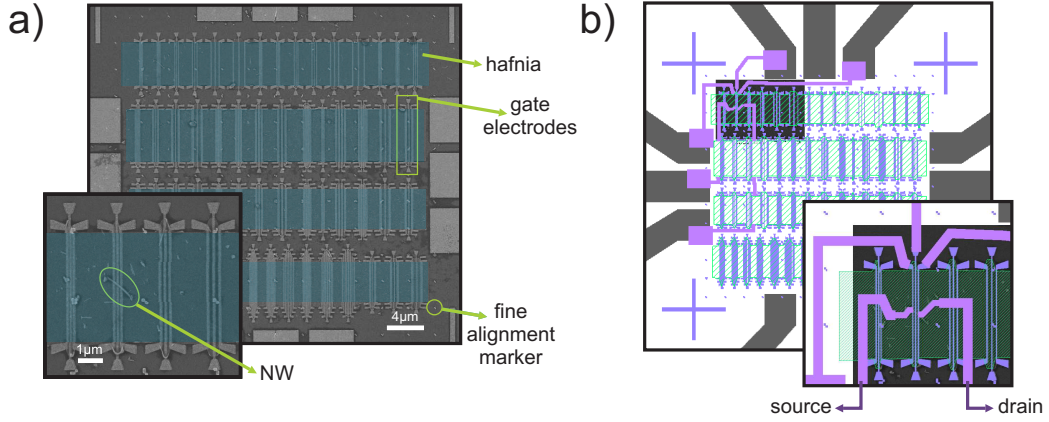 a)
hafnia
gate
electrodes
4μm
fine
alignment
marker
1μm
NW
b)
source
drain